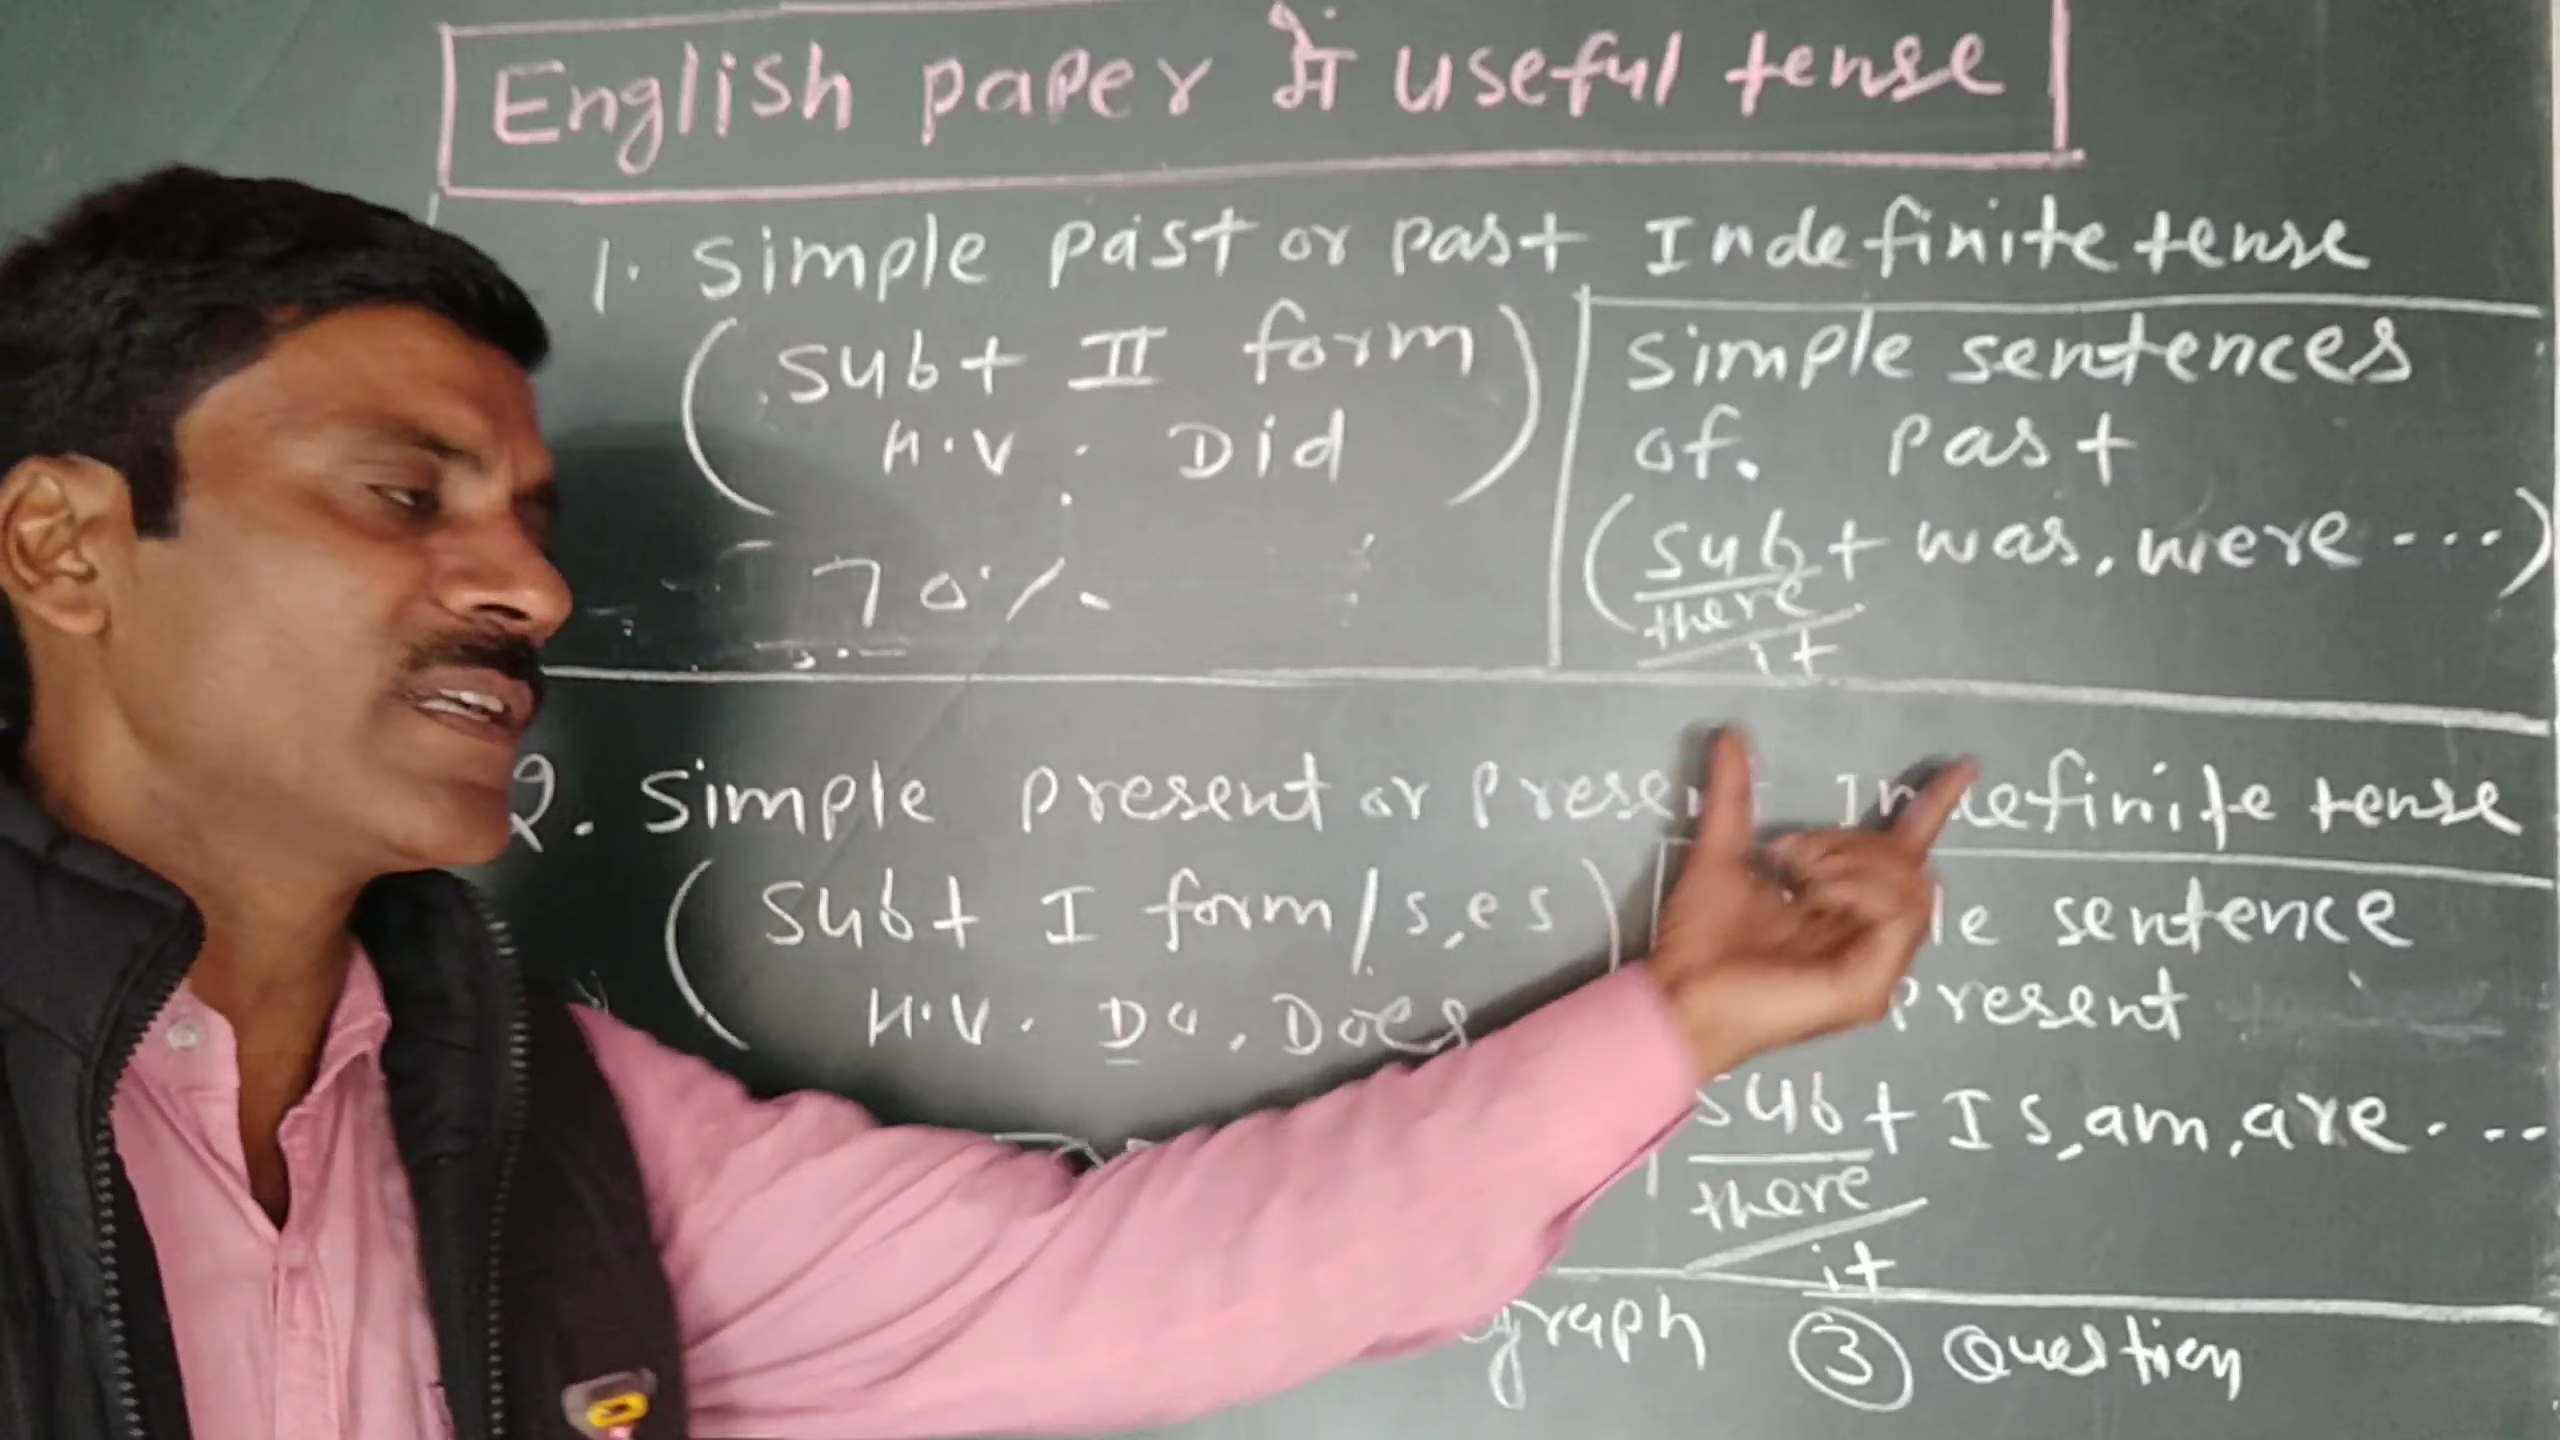 English paper में useful tense
1. Simple past or past Indefinite tense
(Sub + II form)
H.V. Did
70%
Simple sentences
of past
(Sub + was, were ...)
there
it
2. Simple present or Present Indefinite tense
(Sub + I form/s,es)
H.V. Do, Does
sentence
present
Sub + Is, am, are ...
there
it
③ Question